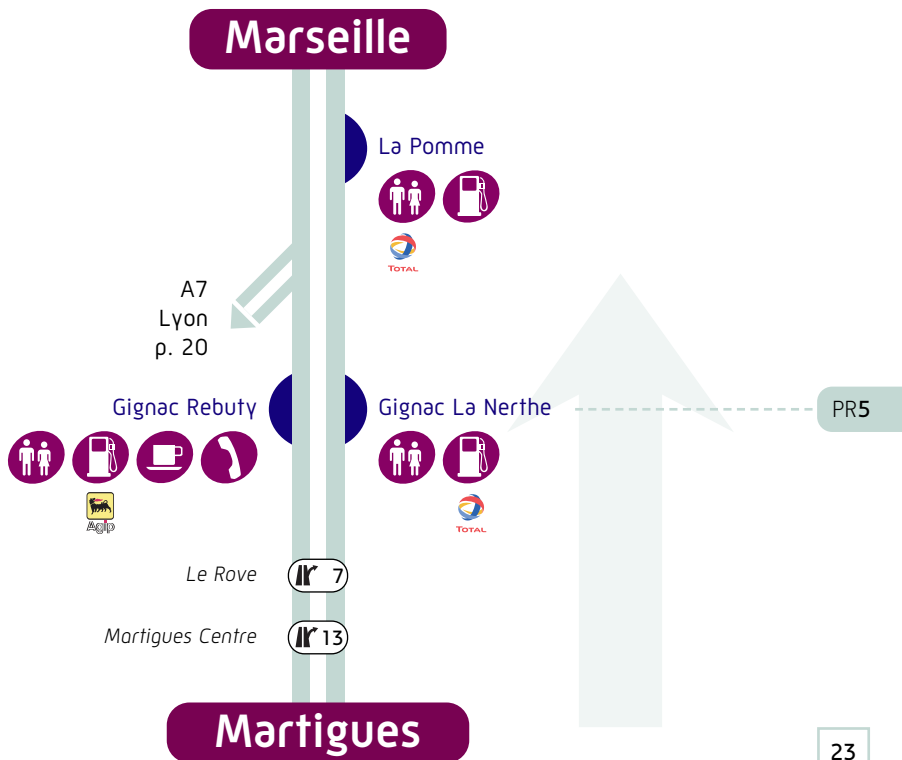 Marseille
La Pomme
TOTAL
A7
Lyon
p. 20
Gignac Rebuty
Gignac La Nerthe
PR5
Agip
TOTAL
Le Rove
7
Martigues Centre
13
Martigues
23